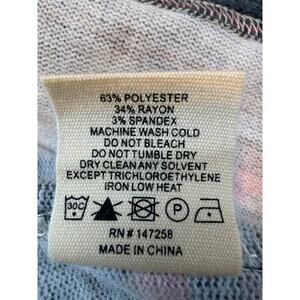 63% POLYESTER
34% RAYON
3% SPANDEX
MACHINE WASH COLD
DO NOT BLEACH
DO NOT TUMBLE DRY
DRY CLEAN ANY SOLVENT
EXCEPT TRICHLOROETHYLENE
IRON LOW HEAT
30C P
RN # 147258
MADE IN CHINA